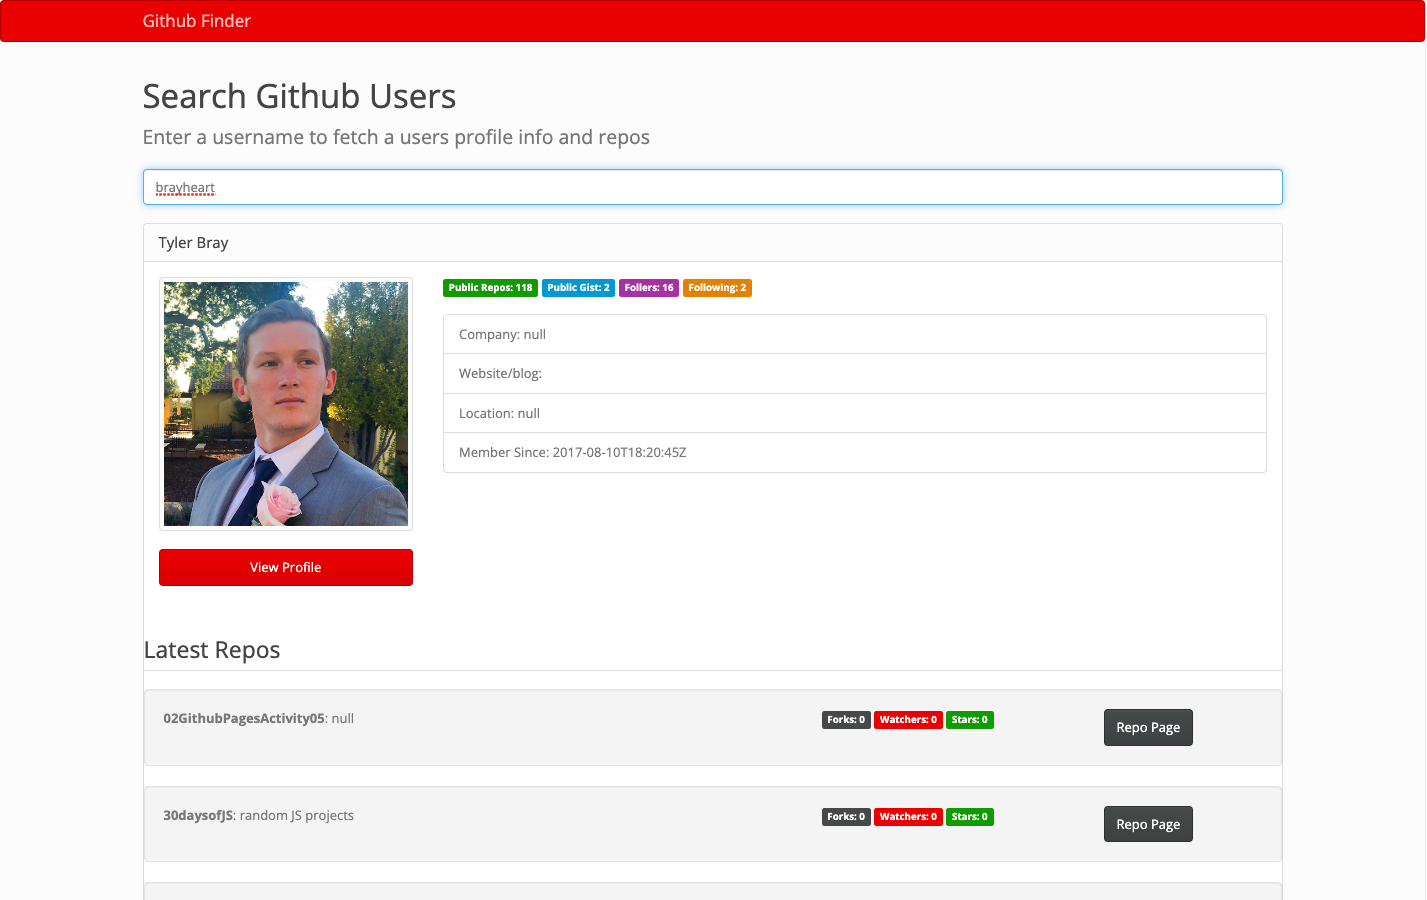 Github Finder
Search Github Users
Enter a username to fetch a users profile info and repos
brayheart
Tyler Bray
Public Repos: 118 Public Gist: 2 Follers: 16 Following: 2
Company: null
Website/blog:
Location: null
Member Since: 2017-08-10T18:20:45Z
View Profile
Latest Repos
02GithubPagesActivity05: null Forks: 0 Watchers: 0 Stars: 0 Repo Page
30daysofJS: random JS projects Forks: 0 Watchers: 0 Stars: 0 Repo Page